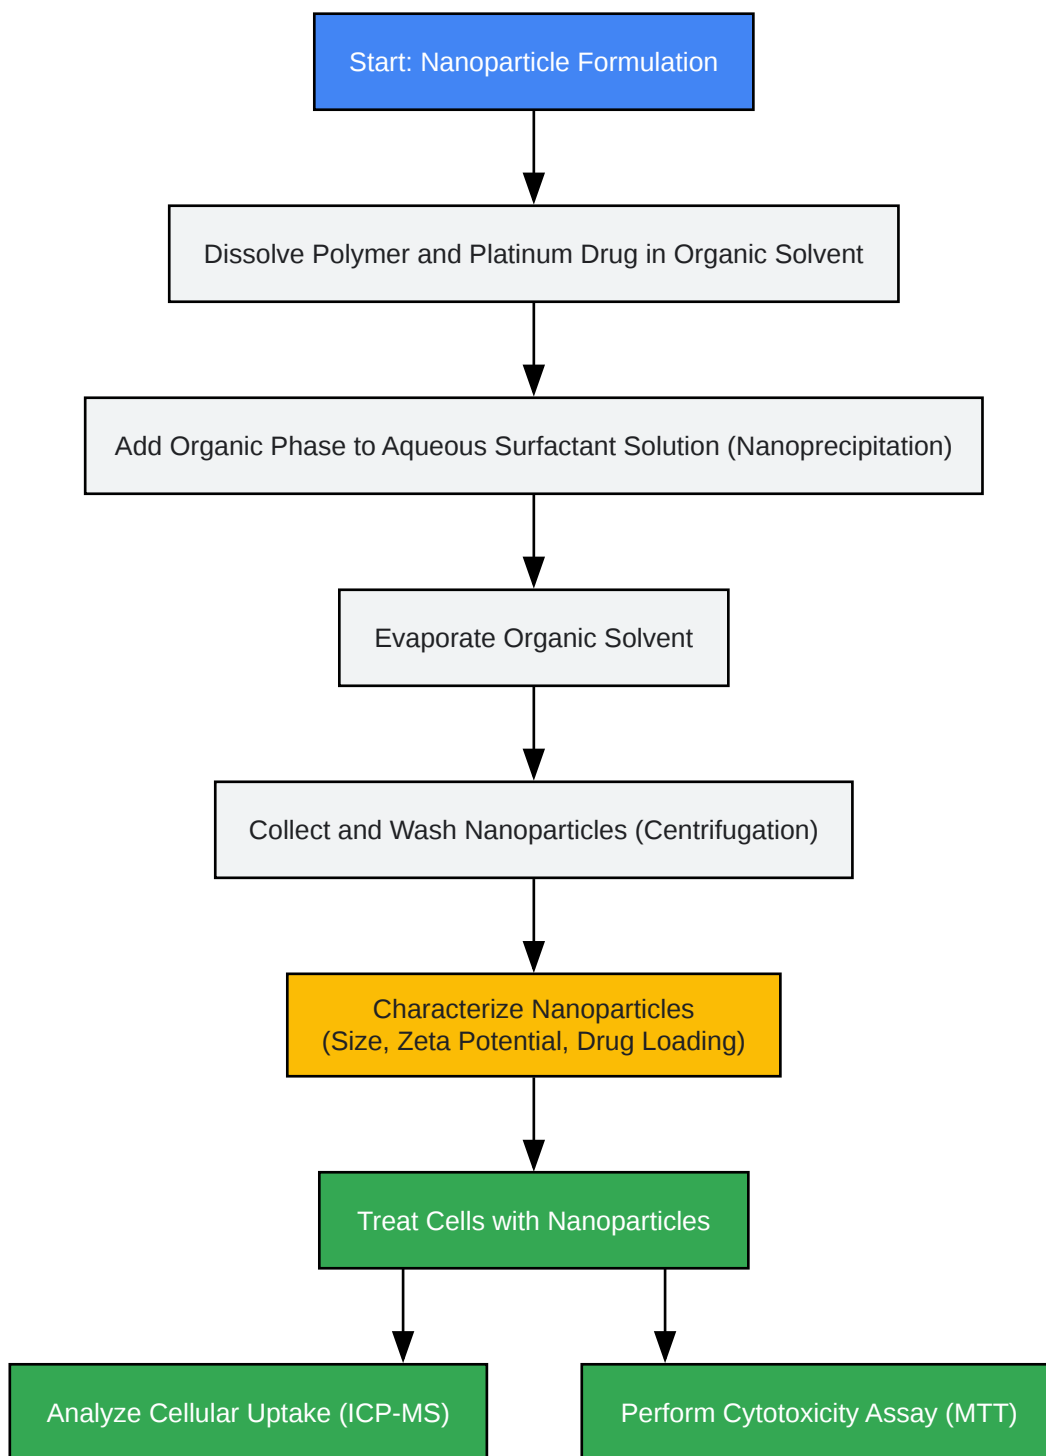 Start: Nanoparticle Formulation
Dissolve Polymer and Platinum Drug in Organic Solvent
Add Organic Phase to Aqueous Surfactant Solution (Nanoprecipitation)
Evaporate Organic Solvent
Collect and Wash Nanoparticles (Centrifugation)
Characterize Nanoparticles
(Size, Zeta Potential, Drug Loading)
Treat Cells with Nanoparticles
Analyze Cellular Uptake (ICP-MS)
Perform Cytotoxicity Assay (MTT)